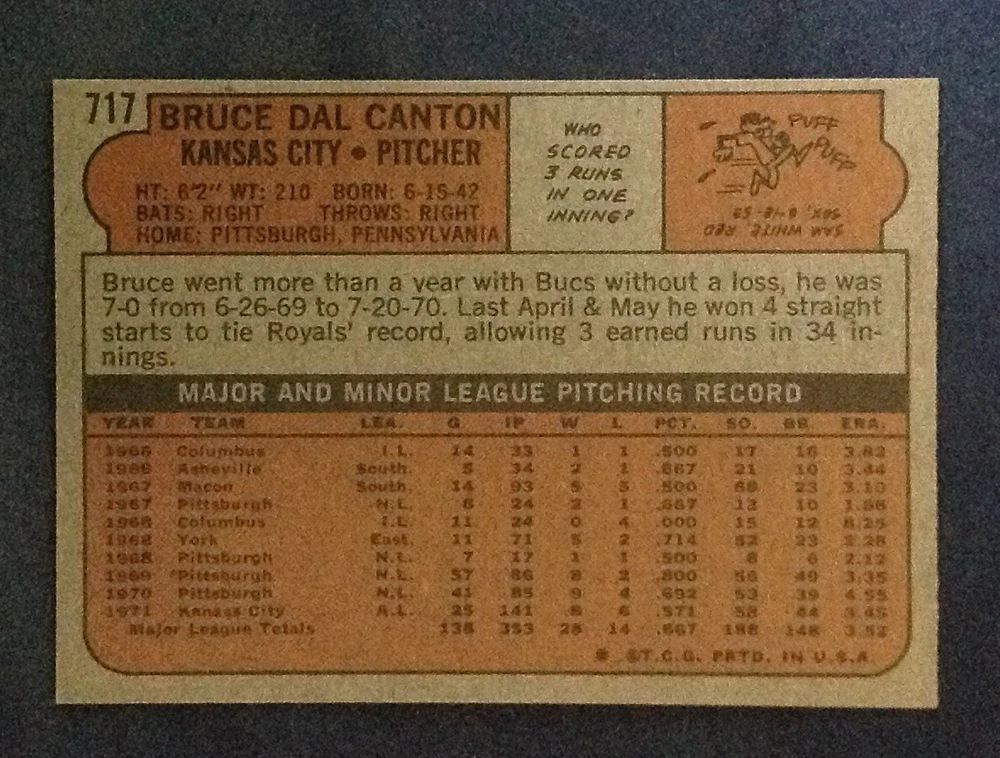 717
BRUCE DAL CANTON
KANSAS CITY • PITCHER
HT: 6'2" WT: 210 BORN: 6-15-42
BATS: RIGHT THROWS: RIGHT
HOME: PITTSBURGH, PENNSYLVANIA
WHO
SCORED
3 RUNS
IN ONE
INNING?
PUFF
PUFF
SAM WHITE, RED
SOX, 6-18-53
Bruce went more than a year with Bucs without a loss, he was
7-0 from 6-26-69 to 7-20-70. Last April & May he won 4 straight
starts to tie Royals' record, allowing 3 earned runs in 34 in-
nings.
MAJOR AND MINOR LEAGUE PITCHING RECORD
YEAR TEAM LEA. G IP W L PCT. SO. BB. ERA.
Columbus I.L. 14 33 1 1 .500 17 3.82
Asheville South. 5 34 2 1 .667 21 10 3.44
1967 Macon South. 14 93 5 5 .500 23 3.10
1967 Pittsburgh N.L. 8 24 2 1 .667 13 10
1968 Columbus I.L. 11 24 0 4 .000 15 12 8.25
1968 York East. 11 71 5 2 .714 52 23 2.28
1968 Pittsburgh N.L. 7 17 1 1 .500 8 6 2.12
1969 Pittsburgh N.L. 57 86 8 2 .800 56 49 3.35
1970 Pittsburgh N.L. 41 85 9 4 .692 53 39 4.55
1971 Kansas City A.L. 25 141 8 6 .571 58 44 3.45
Major League Totals 138 353 28 14 .667 188 148 3.52
* ©T.C.G. PRTD. IN U.S.A.